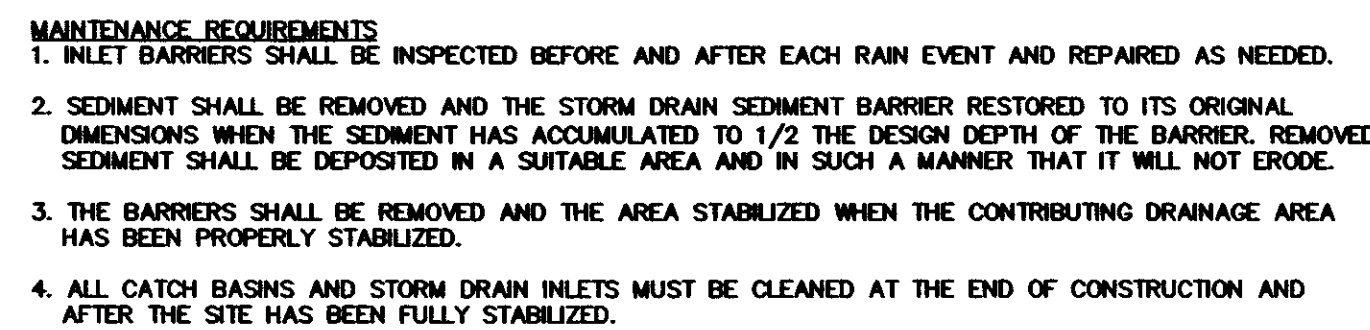 MAINTENANCE REQUIREMENTS
1. INLET BARRIERS SHALL BE INSPECTED BEFORE AND AFTER EACH RAIN EVENT AND REPAIRED AS NEEDED.
2. SEDIMENT SHALL BE REMOVED AND THE STORM DRAIN SEDIMENT BARRIER RESTORED TO ITS ORIGINAL
DIMENSIONS WHEN THE SEDIMENT HAS ACCUMULATED TO 1/2 THE DESIGN DEPTH OF THE BARRIER. REMOVED
SEDIMENT SHALL BE DEPOSITED IN A SUITABLE AREA AND IN SUCH A MANNER THAT IT WILL NOT ERODE.
3. THE BARRIERS SHALL BE REMOVED AND THE AREA STABILIZED WHEN THE CONTRIBUTING DRAINAGE AREA
HAS BEEN PROPERLY STABILIZED.
4. ALL CATCH BASINS AND STORM DRAIN INLETS MUST BE CLEANED AT THE END OF CONSTRUCTION AND
AFTER THE SITE HAS BEEN FULLY STABILIZED.